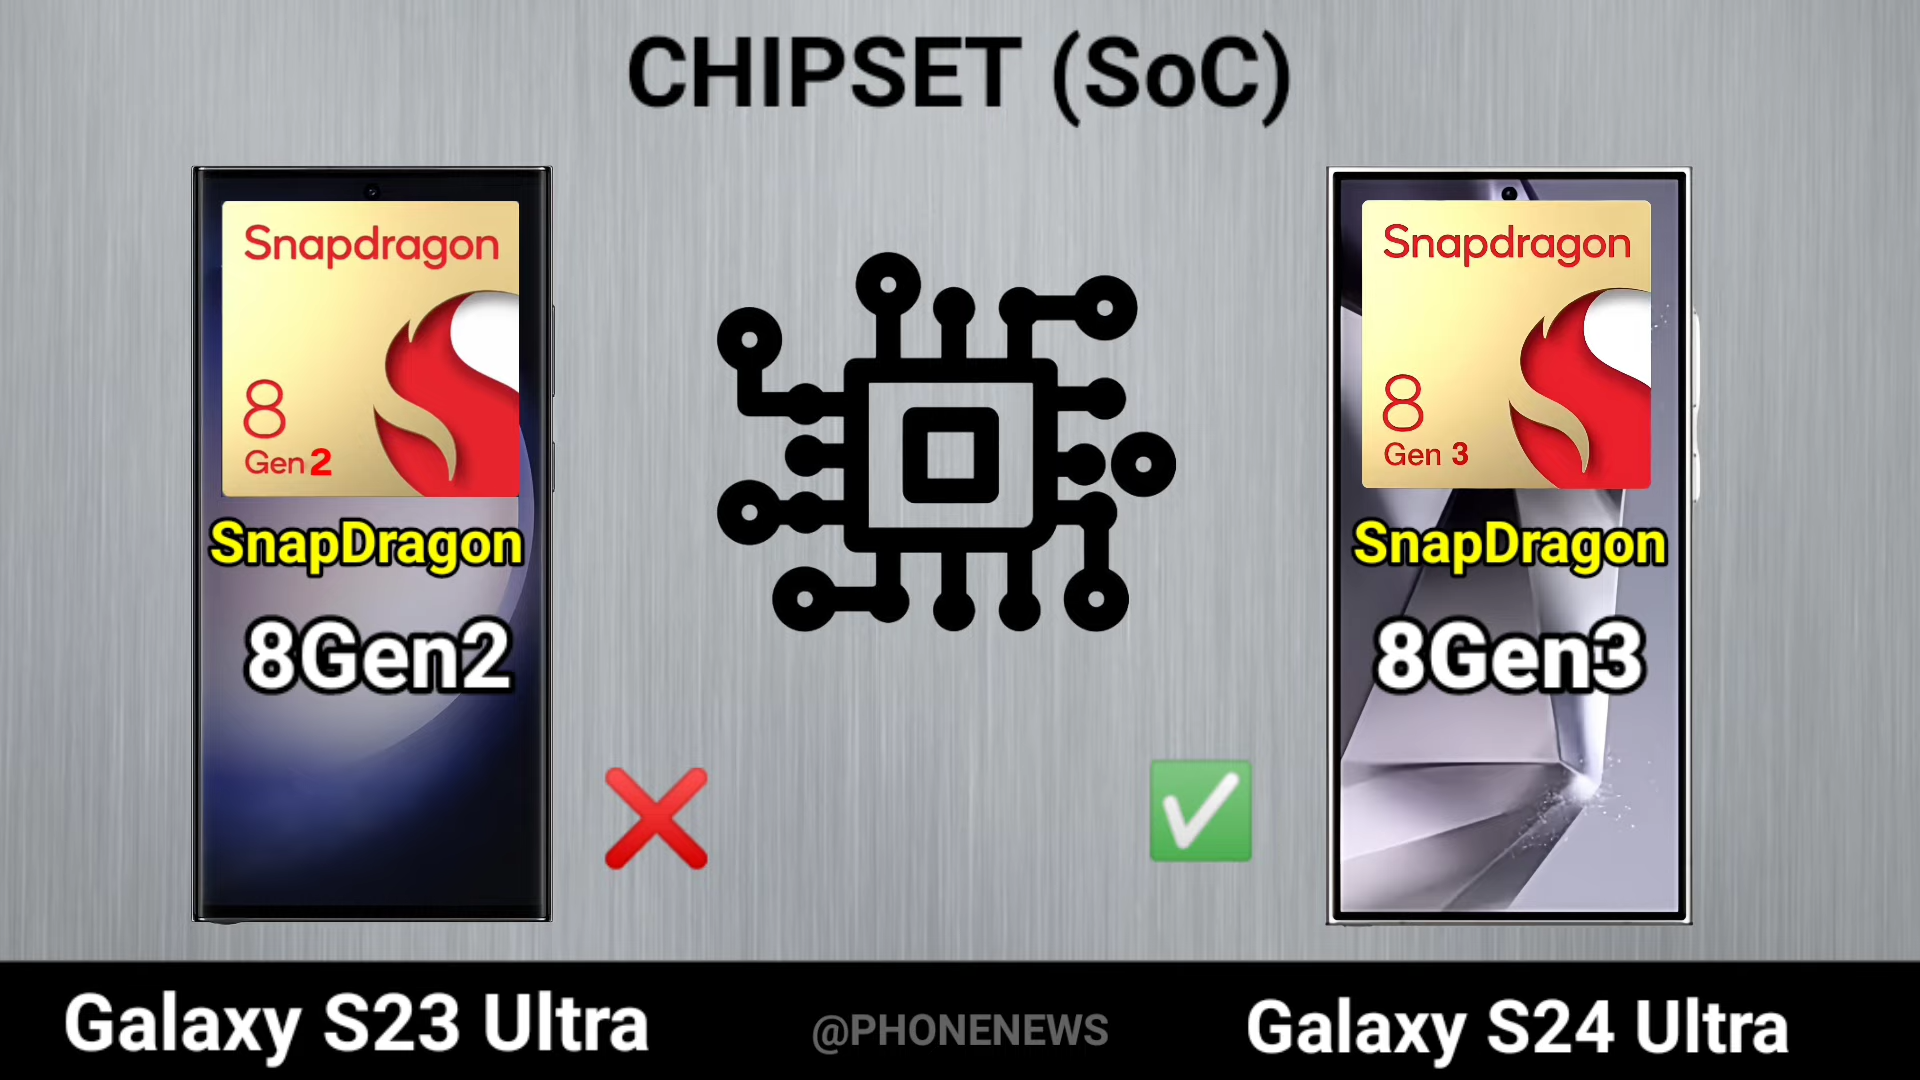 CHIPSET (SoC)
Snapdragon
8
Gen 2
SnapDragon
8Gen2
Snapdragon
8
Gen 3
SnapDragon
8Gen3
Galaxy S23 Ultra
@PHONENEWS
Galaxy S24 Ultra